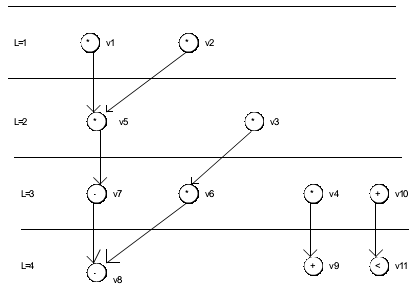 L=1 * v1 * v2
L=2 * v5 * v3
L=3 - v7 * v6 * v4 + v10
L=4 - v8 + v9 < v11